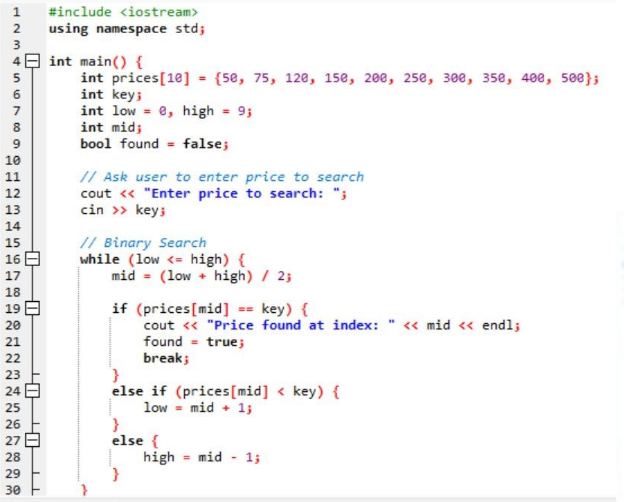 1 #include <iostream>
2 using namespace std;
3
4 int main() {
5 int prices[10] = {50, 75, 120, 150, 200, 250, 300, 350, 400, 500};
6 int key;
7 int low = 0, high = 9;
8 int mid;
9 bool found = false;
10
11 // Ask user to enter price to search
12 cout << "Enter price to search: ";
13 cin >> key;
14
15 // Binary Search
16 while (low <= high) {
17 mid = (low + high) / 2;
18
19 if (prices[mid] == key) {
20 cout << "Price found at index: " << mid << endl;
21 found = true;
22 break;
23 }
24 else if (prices[mid] < key) {
25 low = mid + 1;
26 }
27 else {
28 high = mid - 1;
29 }
30 }